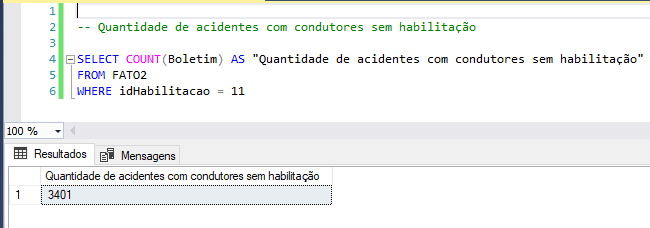 1
2 -- Quantidade de acidentes com condutores sem habilitação
3
4 SELECT COUNT(Boletim) AS "Quantidade de acidentes com condutores sem habilitação"
5 FROM FATO2
6 WHERE idHabilitacao = 11
100 %
Resultados Mensagens
Quantidade de acidentes com condutores sem habilitação
1 3401